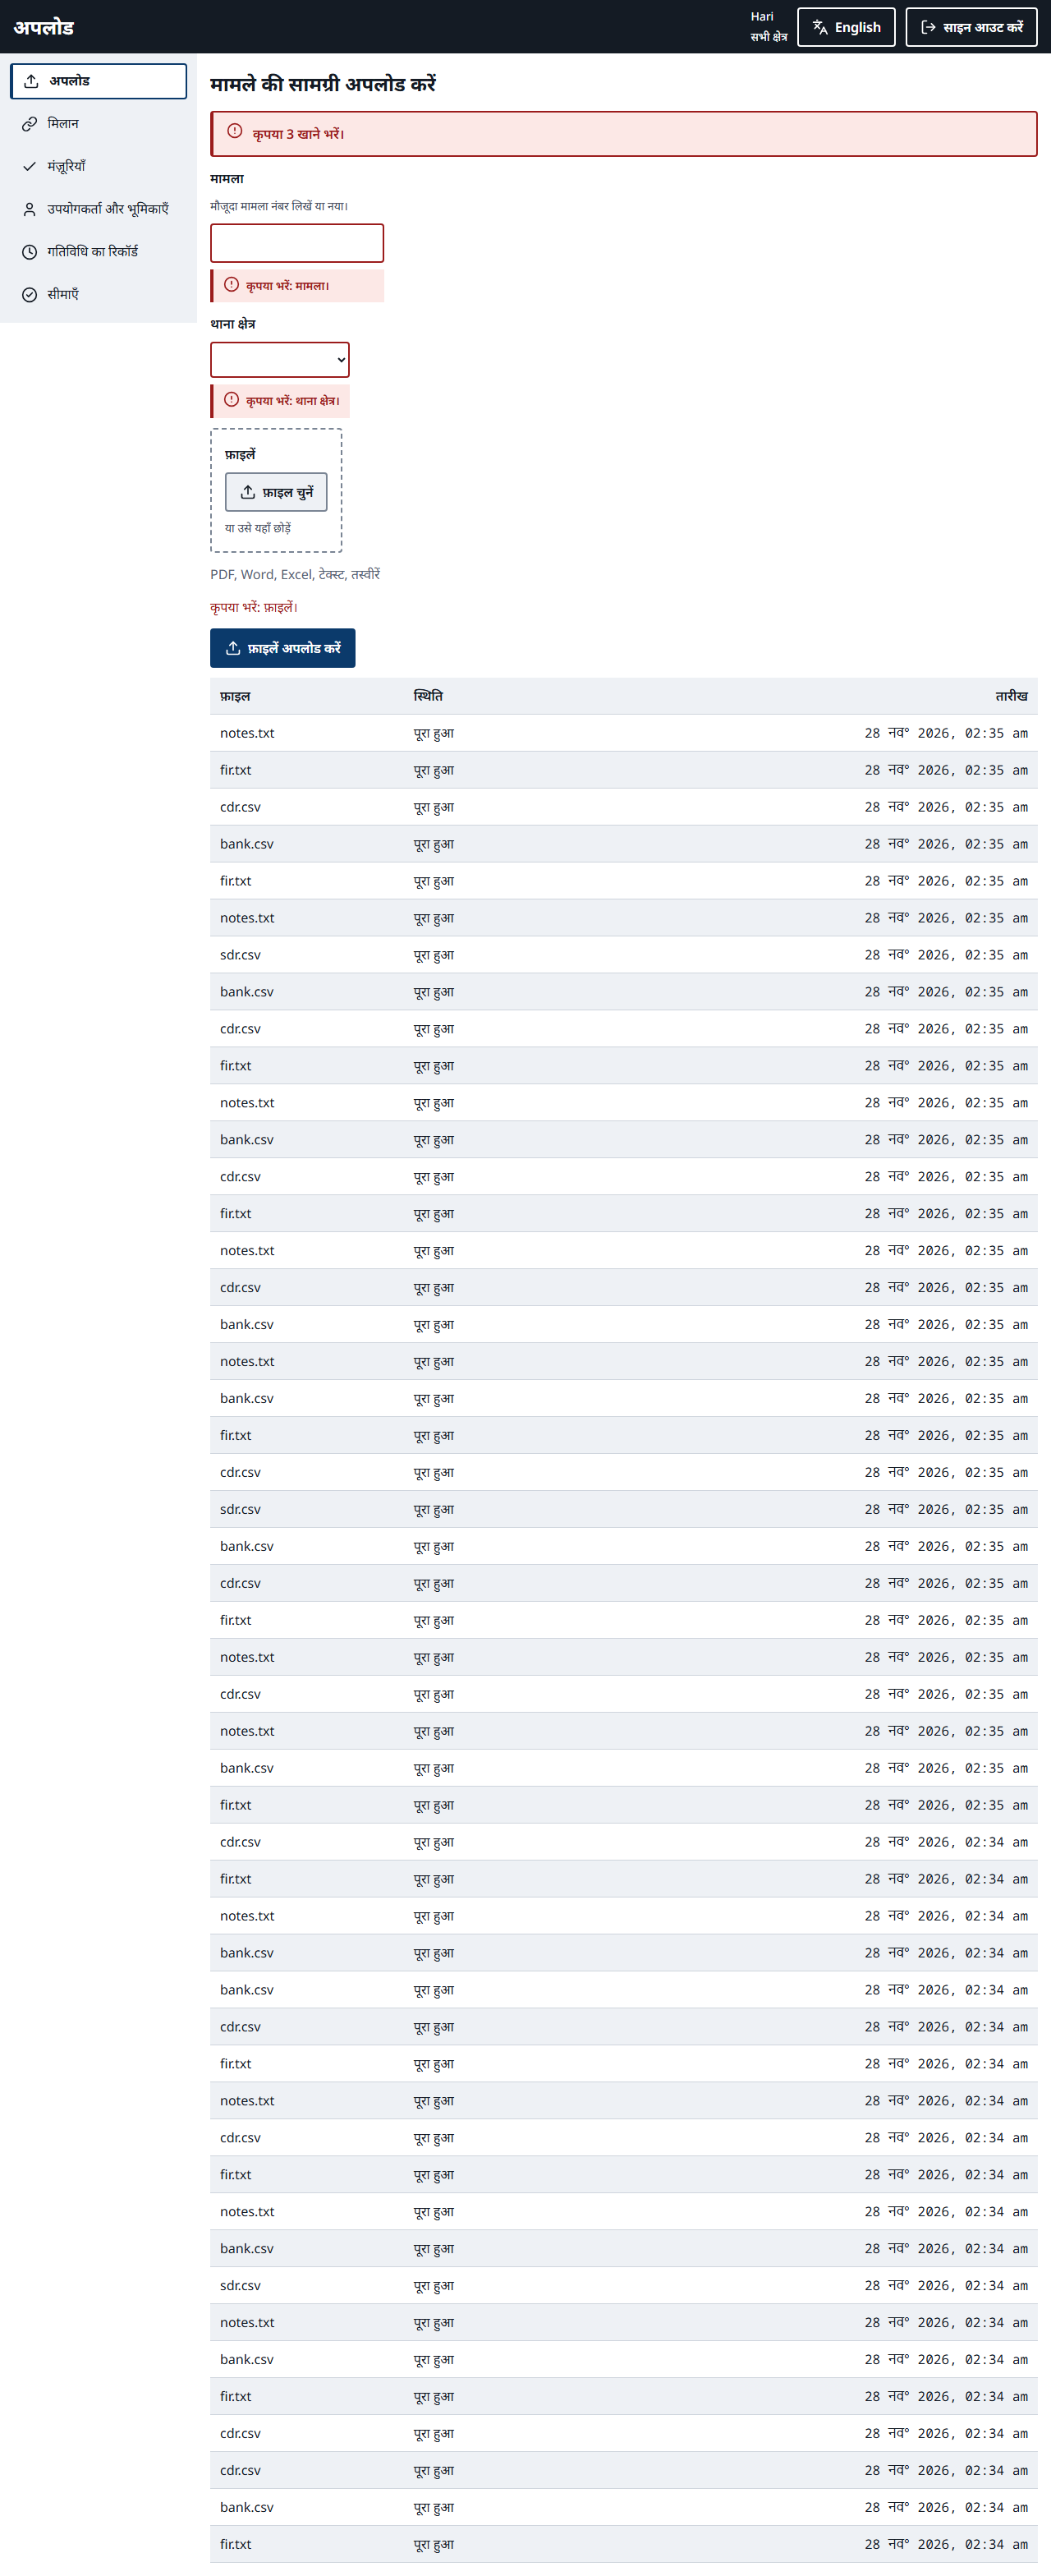 अपलोड
Hari
सभी क्षेत्र
English
साइन आउट करें
अपलोड
मिलान
मंज़ूरियाँ
उपयोगकर्ता और भूमिकाएँ
गतिविधि का रिकॉर्ड
सीमाएँ
मामले की सामग्री अपलोड करें
कृपया 3 खाने भरें।
मामला
मौजूदा मामला नंबर लिखें या नया।
कृपया भरें: मामला।
थाना क्षेत्र
कृपया भरें: थाना क्षेत्र।
फ़ाइलें
फ़ाइल चुनें
या उसे यहाँ छोड़ें
PDF, Word, Excel, टेक्स्ट, तस्वीरें
कृपया भरें: फ़ाइलें।
फ़ाइलें अपलोड करें
फ़ाइल स्थिति तारीख
notes.txt पूरा हुआ 28 नव॰ 2026, 02:35 am
fir.txt पूरा हुआ 28 नव॰ 2026, 02:35 am
cdr.csv पूरा हुआ 28 नव॰ 2026, 02:35 am
bank.csv पूरा हुआ 28 नव॰ 2026, 02:35 am
fir.txt पूरा हुआ 28 नव॰ 2026, 02:35 am
notes.txt पूरा हुआ 28 नव॰ 2026, 02:35 am
sdr.csv पूरा हुआ 28 नव॰ 2026, 02:35 am
bank.csv पूरा हुआ 28 नव॰ 2026, 02:35 am
cdr.csv पूरा हुआ 28 नव॰ 2026, 02:35 am
fir.txt पूरा हुआ 28 नव॰ 2026, 02:35 am
notes.txt पूरा हुआ 28 नव॰ 2026, 02:35 am
bank.csv पूरा हुआ 28 नव॰ 2026, 02:35 am
cdr.csv पूरा हुआ 28 नव॰ 2026, 02:35 am
fir.txt पूरा हुआ 28 नव॰ 2026, 02:35 am
notes.txt पूरा हुआ 28 नव॰ 2026, 02:35 am
cdr.csv पूरा हुआ 28 नव॰ 2026, 02:35 am
bank.csv पूरा हुआ 28 नव॰ 2026, 02:35 am
notes.txt पूरा हुआ 28 नव॰ 2026, 02:35 am
bank.csv पूरा हुआ 28 नव॰ 2026, 02:35 am
fir.txt पूरा हुआ 28 नव॰ 2026, 02:35 am
cdr.csv पूरा हुआ 28 नव॰ 2026, 02:35 am
sdr.csv पूरा हुआ 28 नव॰ 2026, 02:35 am
bank.csv पूरा हुआ 28 नव॰ 2026, 02:35 am
cdr.csv पूरा हुआ 28 नव॰ 2026, 02:35 am
fir.txt पूरा हुआ 28 नव॰ 2026, 02:35 am
notes.txt पूरा हुआ 28 नव॰ 2026, 02:35 am
cdr.csv पूरा हुआ 28 नव॰ 2026, 02:35 am
notes.txt पूरा हुआ 28 नव॰ 2026, 02:35 am
bank.csv पूरा हुआ 28 नव॰ 2026, 02:35 am
fir.txt पूरा हुआ 28 नव॰ 2026, 02:35 am
cdr.csv पूरा हुआ 28 नव॰ 2026, 02:34 am
fir.txt पूरा हुआ 28 नव॰ 2026, 02:34 am
notes.txt पूरा हुआ 28 नव॰ 2026, 02:34 am
bank.csv पूरा हुआ 28 नव॰ 2026, 02:34 am
bank.csv पूरा हुआ 28 नव॰ 2026, 02:34 am
cdr.csv पूरा हुआ 28 नव॰ 2026, 02:34 am
fir.txt पूरा हुआ 28 नव॰ 2026, 02:34 am
notes.txt पूरा हुआ 28 नव॰ 2026, 02:34 am
cdr.csv पूरा हुआ 28 नव॰ 2026, 02:34 am
fir.txt पूरा हुआ 28 नव॰ 2026, 02:34 am
notes.txt पूरा हुआ 28 नव॰ 2026, 02:34 am
bank.csv पूरा हुआ 28 नव॰ 2026, 02:34 am
sdr.csv पूरा हुआ 28 नव॰ 2026, 02:34 am
notes.txt पूरा हुआ 28 नव॰ 2026, 02:34 am
bank.csv पूरा हुआ 28 नव॰ 2026, 02:34 am
fir.txt पूरा हुआ 28 नव॰ 2026, 02:34 am
cdr.csv पूरा हुआ 28 नव॰ 2026, 02:34 am
cdr.csv पूरा हुआ 28 नव॰ 2026, 02:34 am
bank.csv पूरा हुआ 28 नव॰ 2026, 02:34 am
fir.txt पूरा हुआ 28 नव॰ 2026, 02:34 am